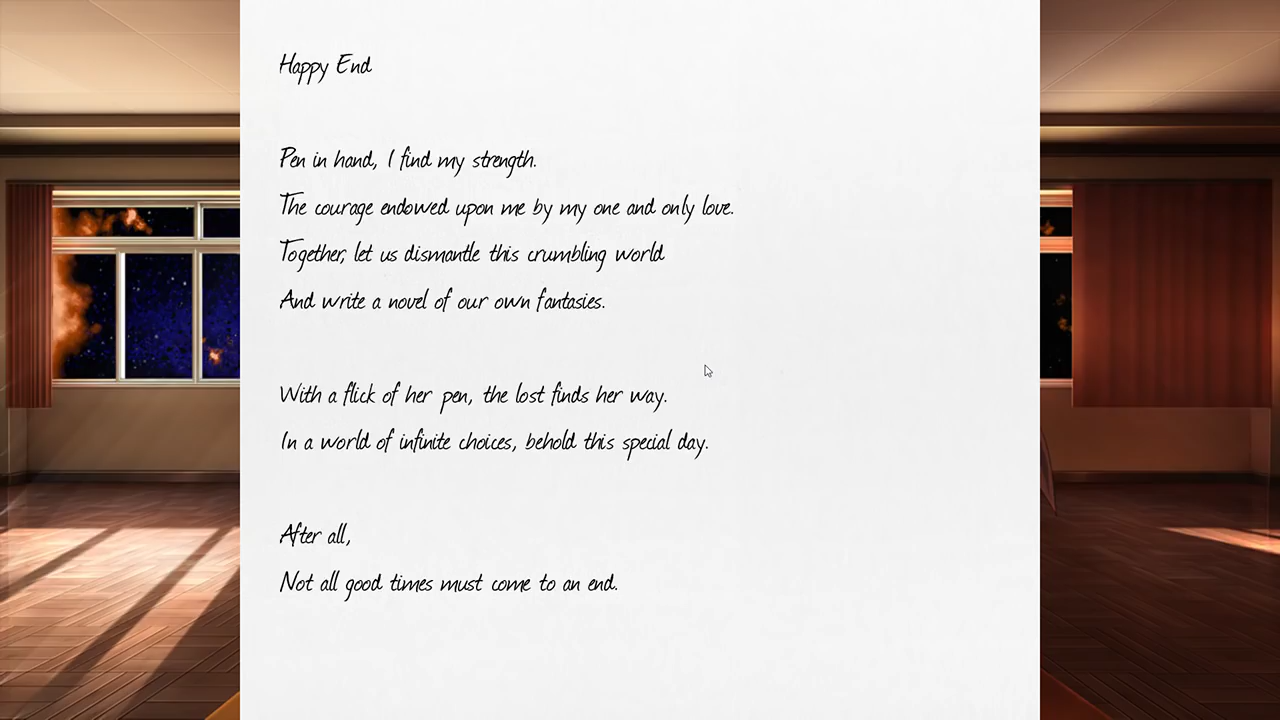 Happy End
Pen in hand, I find my strength.
The courage endowed upon me by my one and only love.
Together, let us dismantle this crumbling world
And write a novel of our own fantasies.
With a flick of her pen, the lost finds her way.
In a world of infinite choices, behold this special day.
After all,
Not all good times must come to an end.